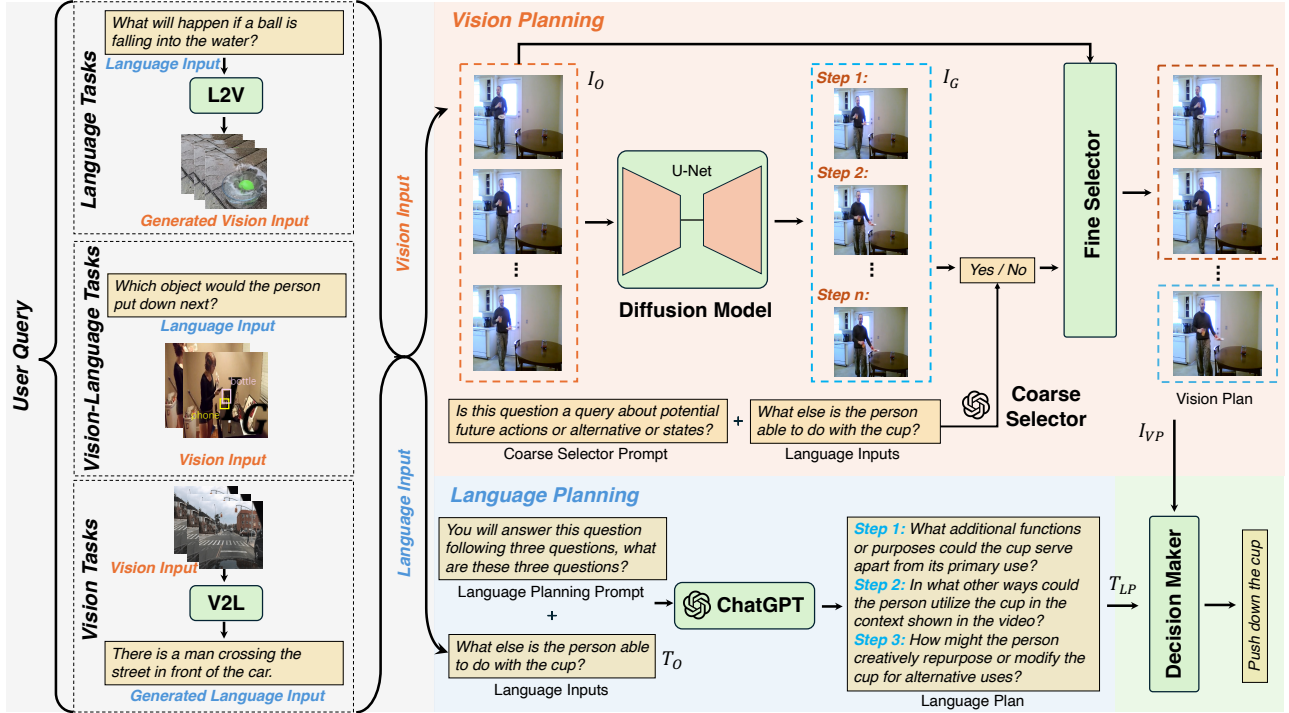 User Query
Language Tasks
What will happen if a ball is
falling into the water?
Language Input
L2V
Generated Vision Input
Vision-Language Tasks
Which object would the person
put down next?
Language Input
bottle
phone
Vision Input
Vision Tasks
Vision Input
V2L
There is a man crossing the
street in front of the car.
Generated Language Input
Vision Input
Language Input
Vision Planning
I_O
U-Net
Diffusion Model
Step 1:
Step 2:
Step n:
I_G
Yes / No
Fine Selector
Vision Plan
Coarse
Selector
Is this question a query about potential
future actions or alternative or states?
Coarse Selector Prompt
+
What else is the person
able to do with the cup?
Language Inputs
I_VP
Language Planning
You will answer this question
following three questions, what
are these three questions?
Language Planning Prompt
+
What else is the person able
to do with the cup?
T_O
Language Inputs
ChatGPT
Step 1: What additional functions
or purposes could the cup serve
apart from its primary use?
Step 2: In what other ways could
the person utilize the cup in the
context shown in the video?
Step 3: How might the person
creatively repurpose or modify the
cup for alternative uses?
Language Plan
T_LP
Decision Maker
Push down the cup